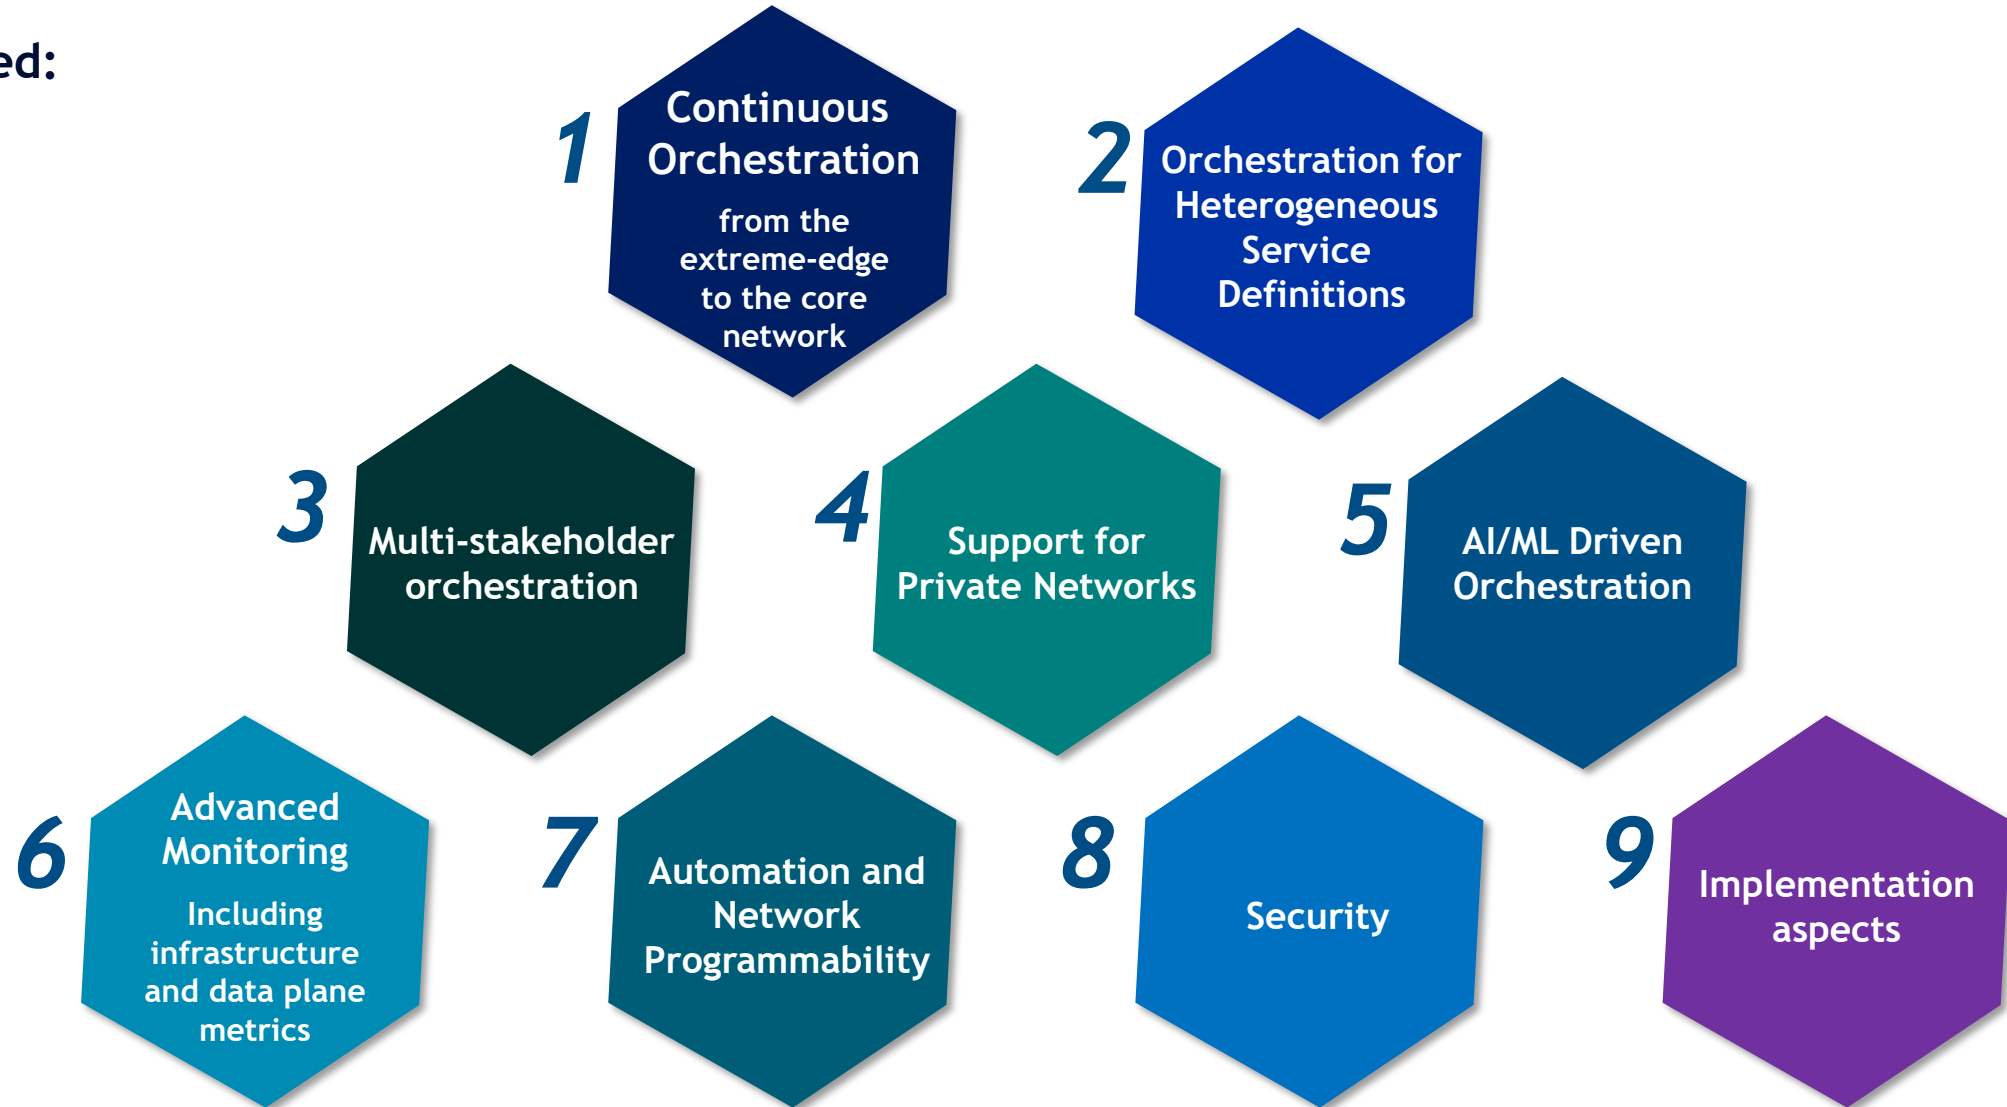 ed:
1
Continuous
Orchestration
from the
extreme-edge
to the core
network
2
Orchestration for
Heterogeneous
Service
Definitions
3
Multi-stakeholder
orchestration
4
Support for
Private Networks
5
AI/ML Driven
Orchestration
6
Advanced
Monitoring
Including
infrastructure
and data plane
metrics
7
Automation and
Network
Programmability
8
Security
9
Implementation
aspects